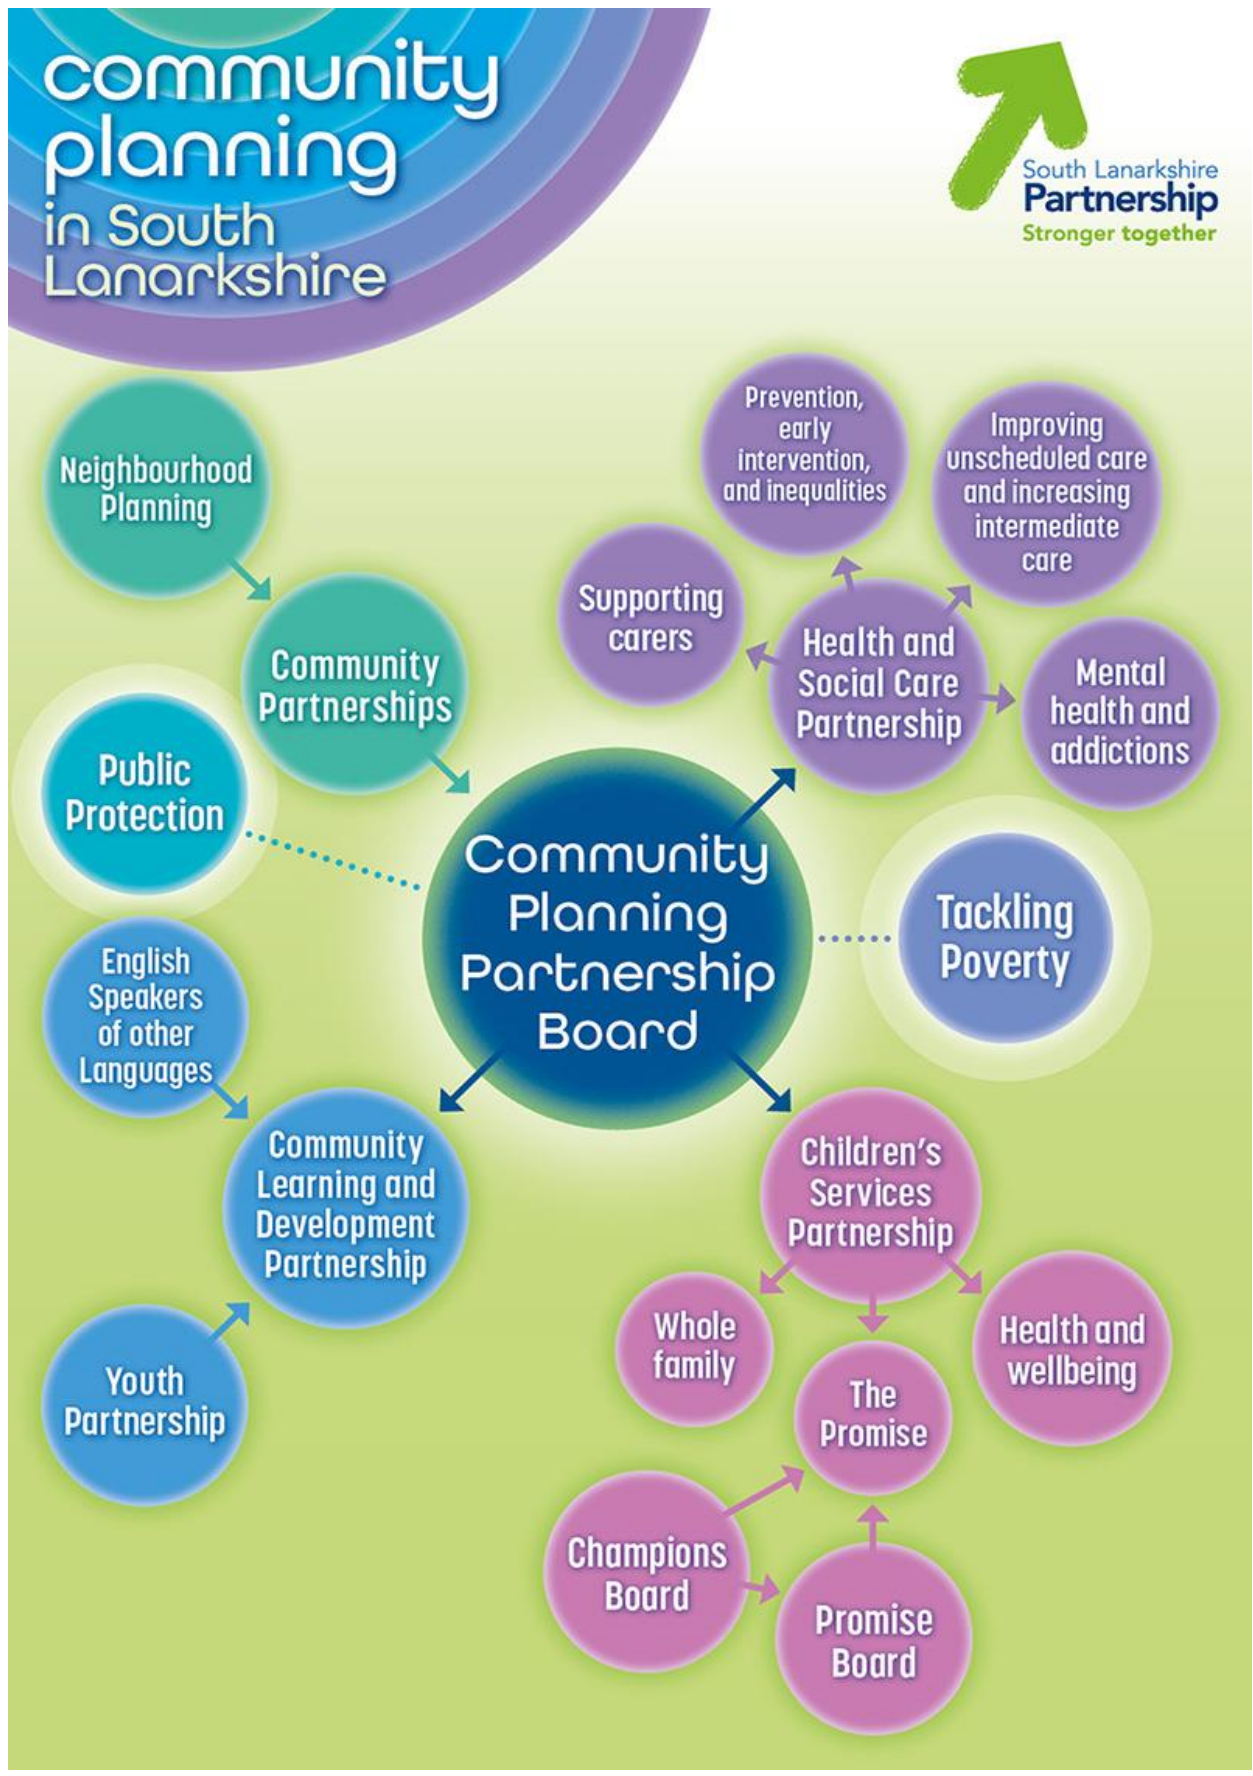 community
planning
in South
Lanarkshire
South Lanarkshire
Partnership
Stronger together
Neighbourhood
Planning
Community
Partnerships
Public
Protection
Prevention,
early
intervention,
and inequalities
Improving
unscheduled care
and increasing
intermediate
care
Supporting
carers
Health and
Social Care
Partnership
Mental
health and
addictions
Community
Planning
Partnership
Board
Tackling
Poverty
English
Speakers
of other
Languages
Community
Learning and
Development
Partnership
Youth
Partnership
Children's
Services
Partnership
Whole
family
The
Promise
Health and
wellbeing
Champions
Board
Promise
Board